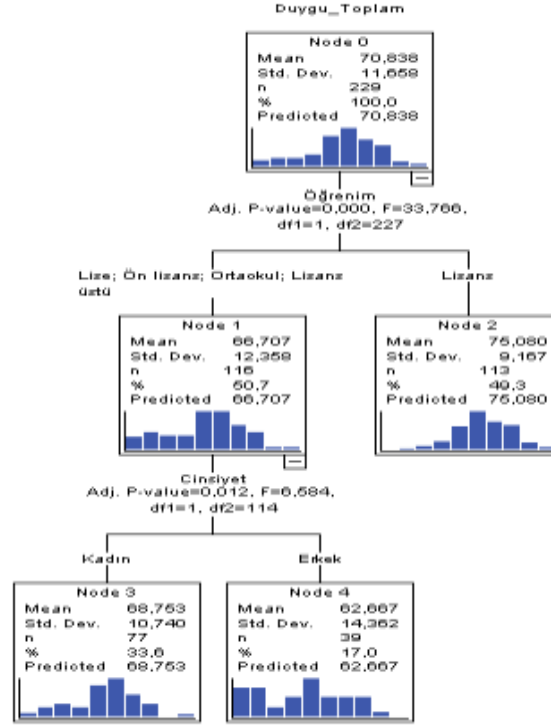 Duygu_Toplam
Node 0
Mean 70,838
Std. Dev. 11,658
n 229
% 100,0
Predicted 70,838
Öğrenim
Adj. P-value=0,000, F=33,766,
df1=1, df2=227
Lise; Ön lisans; Ortaokul; Lisans
üstü
Lisans
Node 1
Mean 66,707
Std. Dev. 12,358
n 116
% 50,7
Predicted 66,707
Node 2
Mean 75,080
Std. Dev. 9,167
n 113
% 49,3
Predicted 75,080
Cinsiyet
Adj. P-value=0,012, F=6,584,
df1=1, df2=114
Kadın
Erkek
Node 3
Mean 68,753
Std. Dev. 10,740
n 77
% 33,6
Predicted 68,753
Node 4
Mean 62,667
Std. Dev. 14,362
n 39
% 17,0
Predicted 62,667